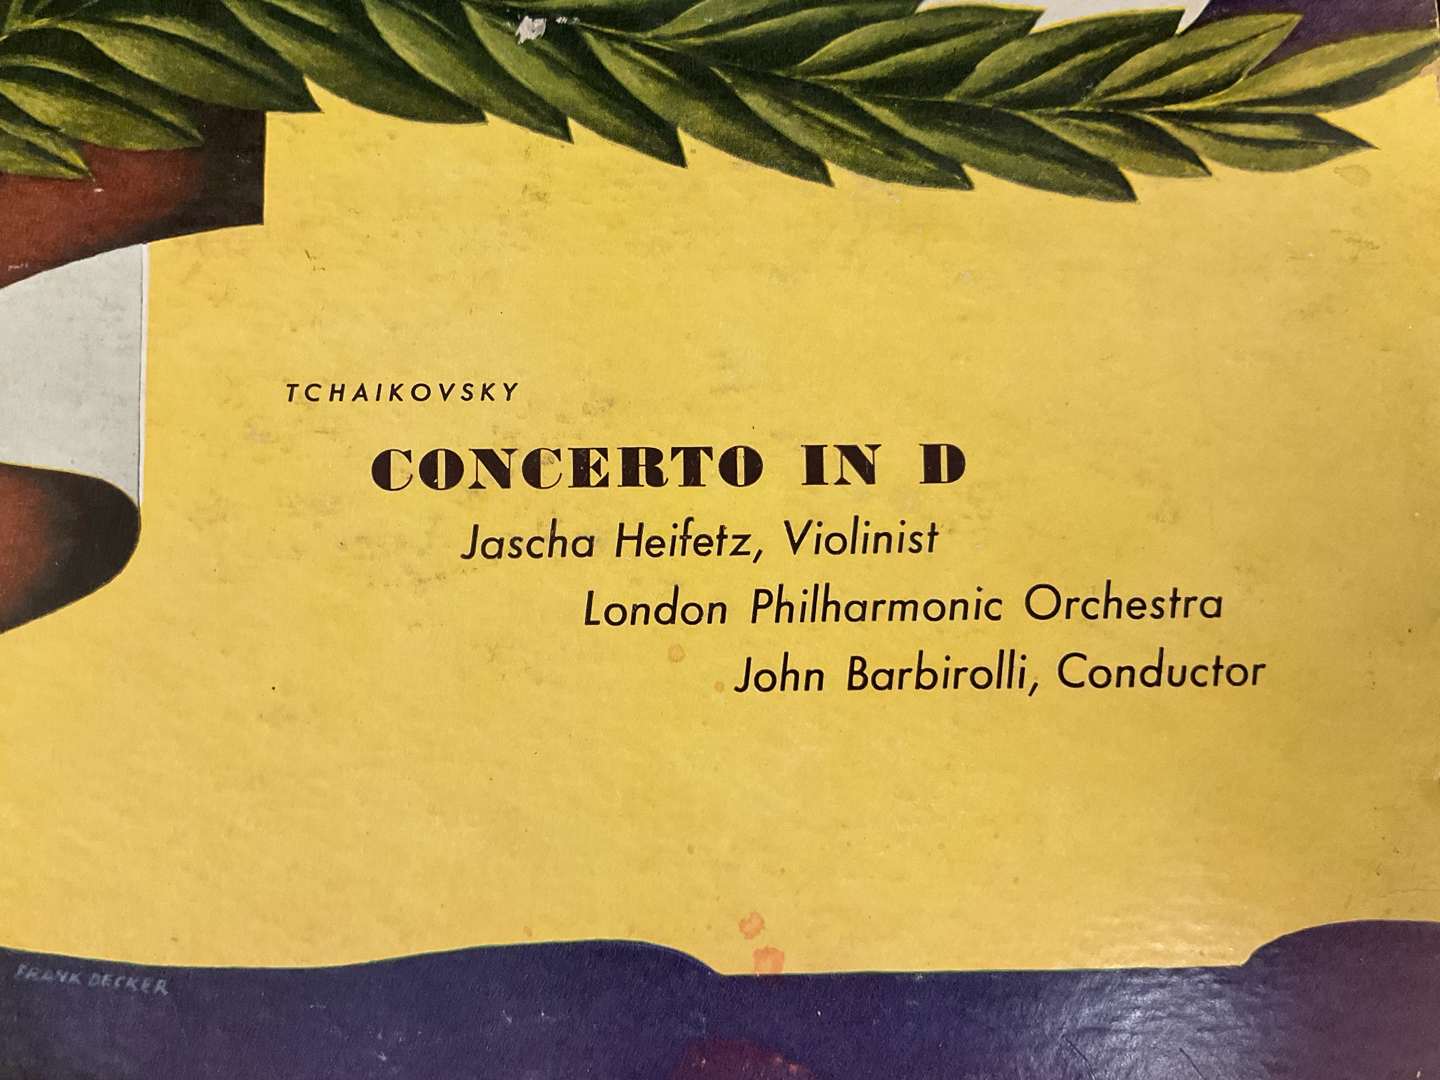 TCHAIKOVSKY
CONCERTO IN D
Jascha Heifetz, Violinist
London Philharmonic Orchestra
John Barbirolli, Conductor
FRANK DECKER